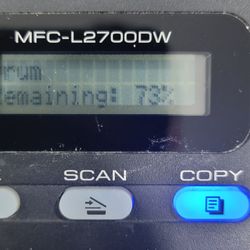 MFC-L2700DW
rum
emaining: 73%
SCAN
COPY